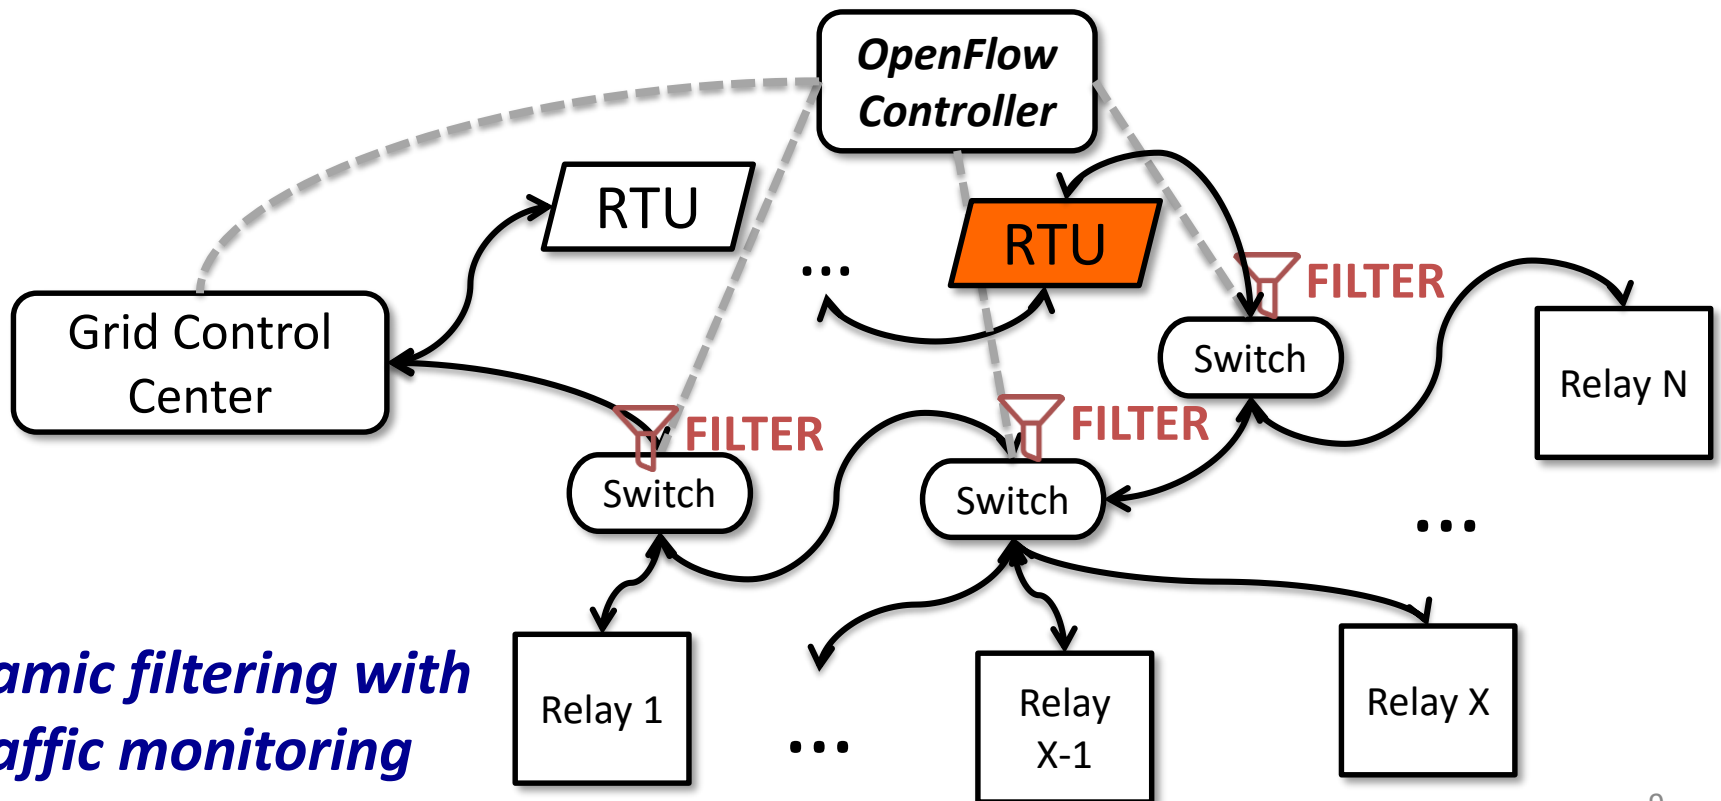 OpenFlow
Controller
RTU
RTU
...
FILTER
Grid Control
Center
Switch
Relay N
FILTER
FILTER
Switch
Switch
...
amic filtering with
affic monitoring
Relay 1
...
Relay
X-1
Relay X